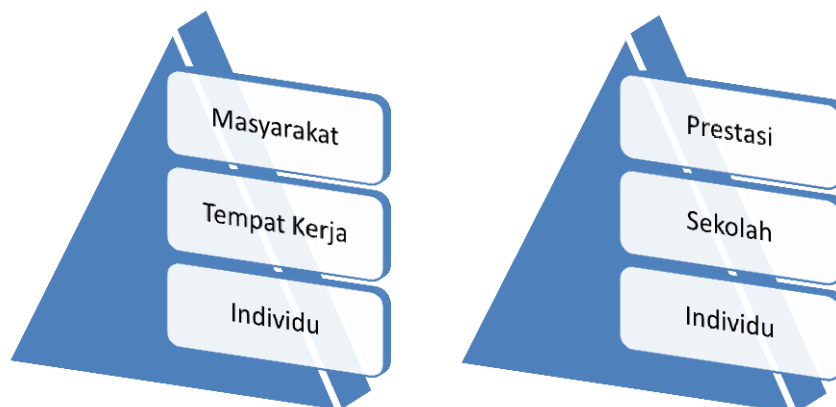 Masyarakat
Tempat Kerja
Individu
Prestasi
Sekolah
Individu